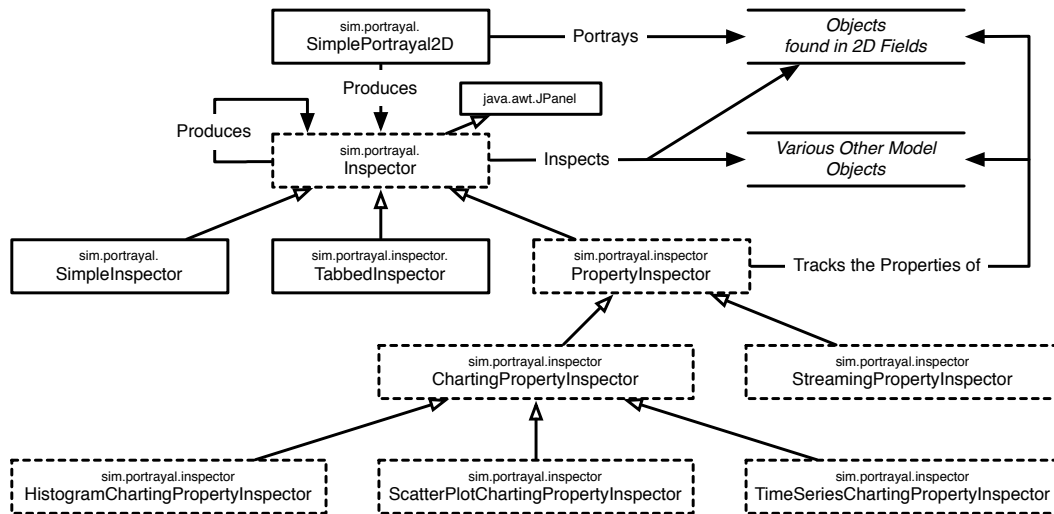 sim.portrayal.
SimplePortrayal2D
Portrays
Objects
found in 2D Fields
Produces
java.awt.JPanel
Produces
sim.portrayal.
Inspector
Inspects
Various Other Model
Objects
sim.portrayal.
SimpleInspector
sim.portrayal.inspector.
TabbedInspector
sim.portrayal.inspector
PropertyInspector
Tracks the Properties of
sim.portrayal.inspector
ChartingPropertyInspector
sim.portrayal.inspector
StreamingPropertyInspector
sim.portrayal.inspector
HistogramChartingPropertyInspector
sim.portrayal.inspector
ScatterPlotChartingPropertyInspector
sim.portrayal.inspector
TimeSeriesChartingPropertyInspector